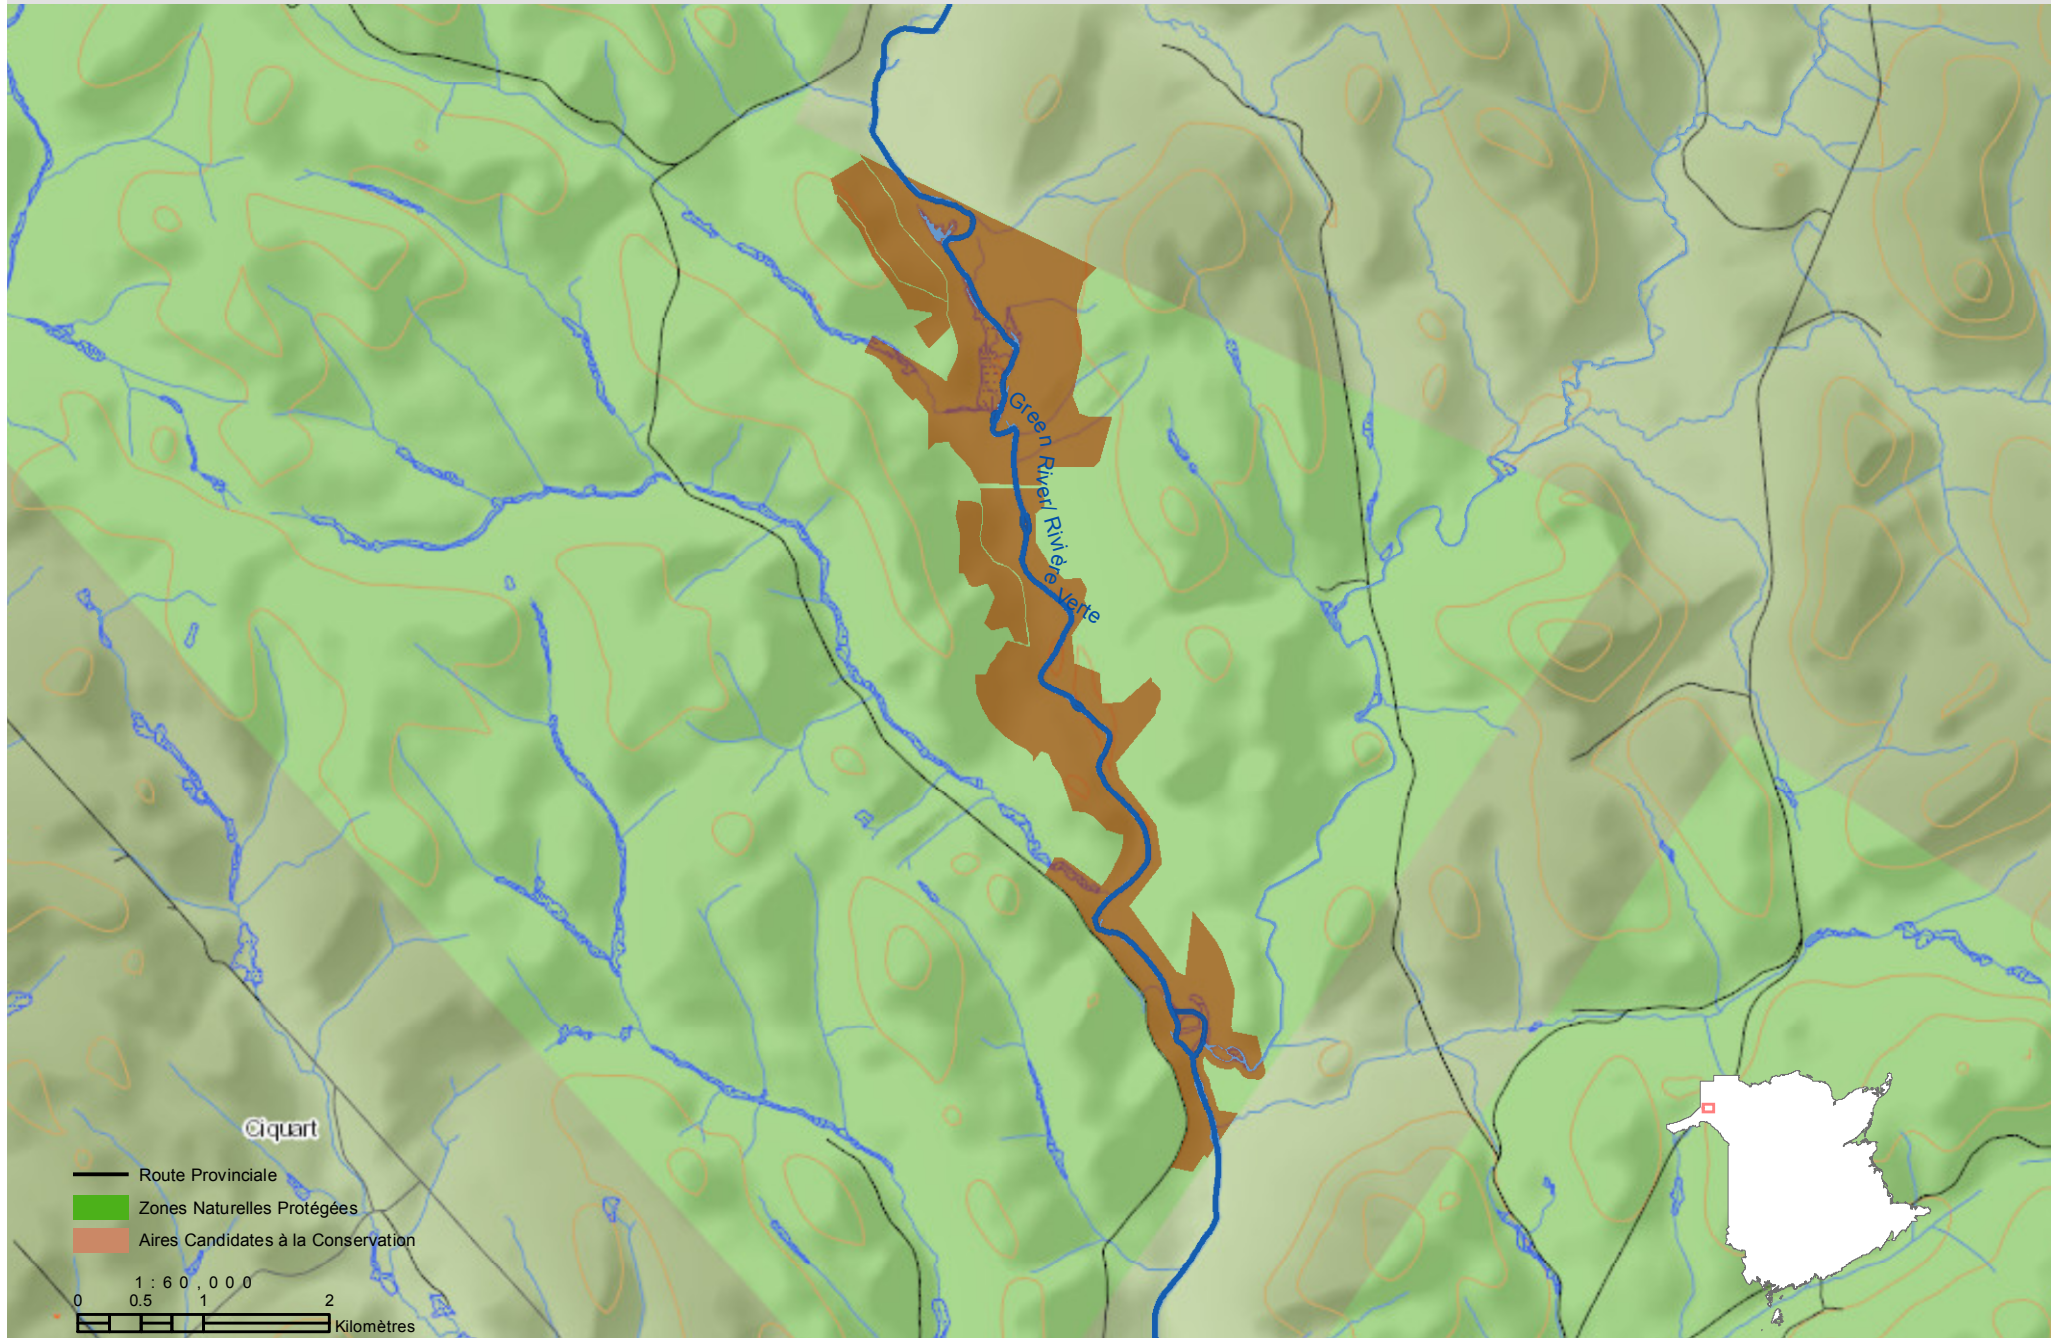 Green River/ Rivière Verte
Ciquart
Route Provinciale
Zones Naturelles Protégées
Aires Candidates à la Conservation
1:60,000
0 0.5 1 2
Kilomètres